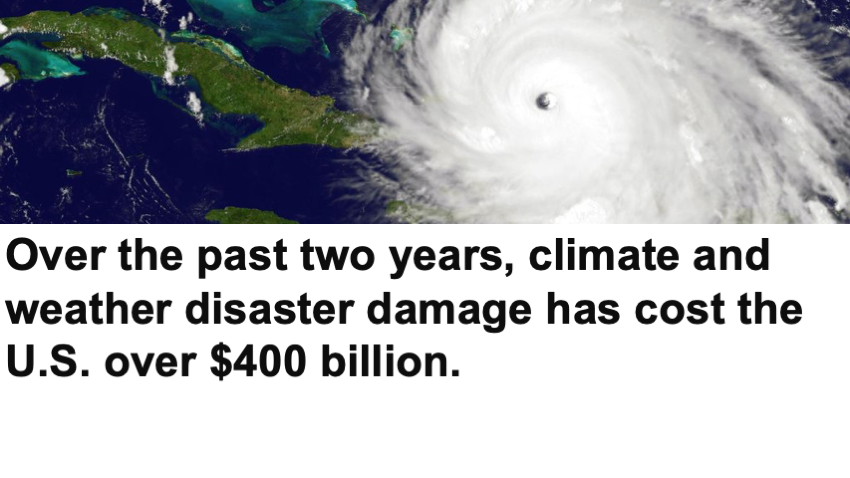 Over the past two years, climate and
weather disaster damage has cost the
U.S. over $400 billion.